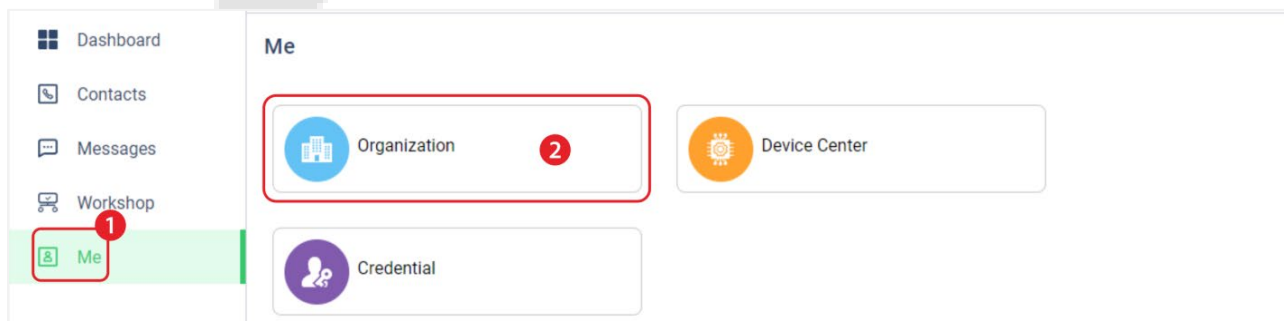 Dashboard
Contacts
Messages
Workshop
1
Me
Me
Organization
2
Device Center
Credential